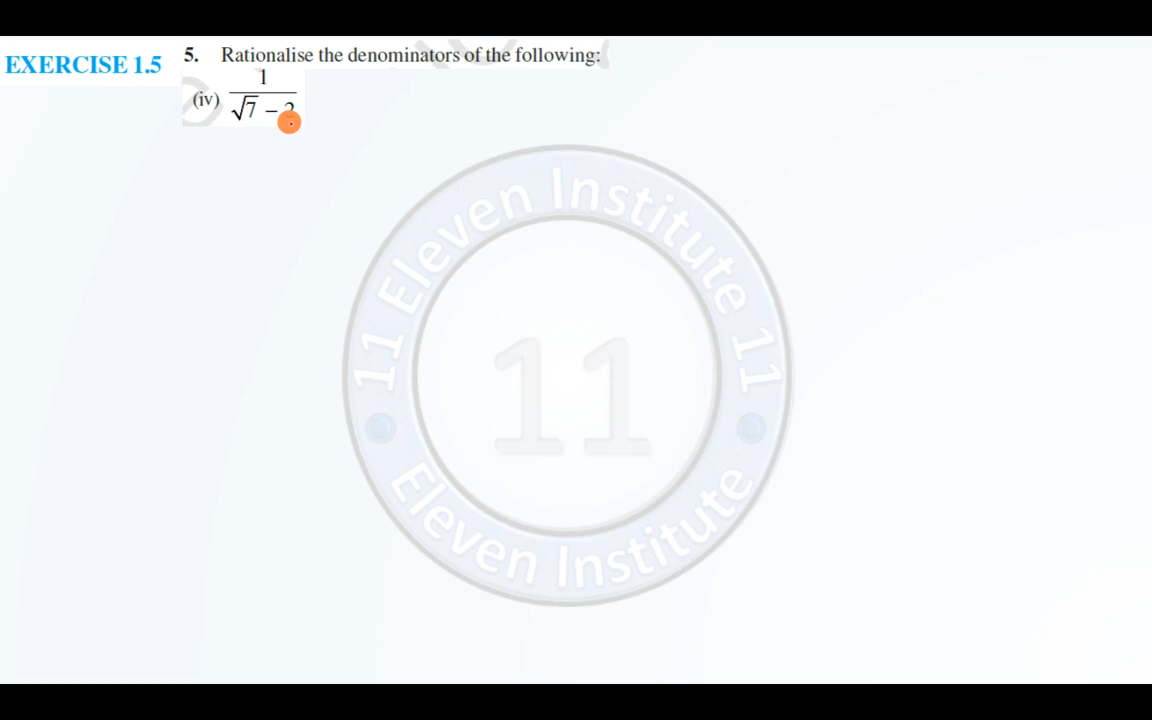 EXERCISE 1.5
5. Rationalise the denominators of the following:
(iv) 1
√7 – 2
11 Eleven Institute 11
11
Eleven Institute